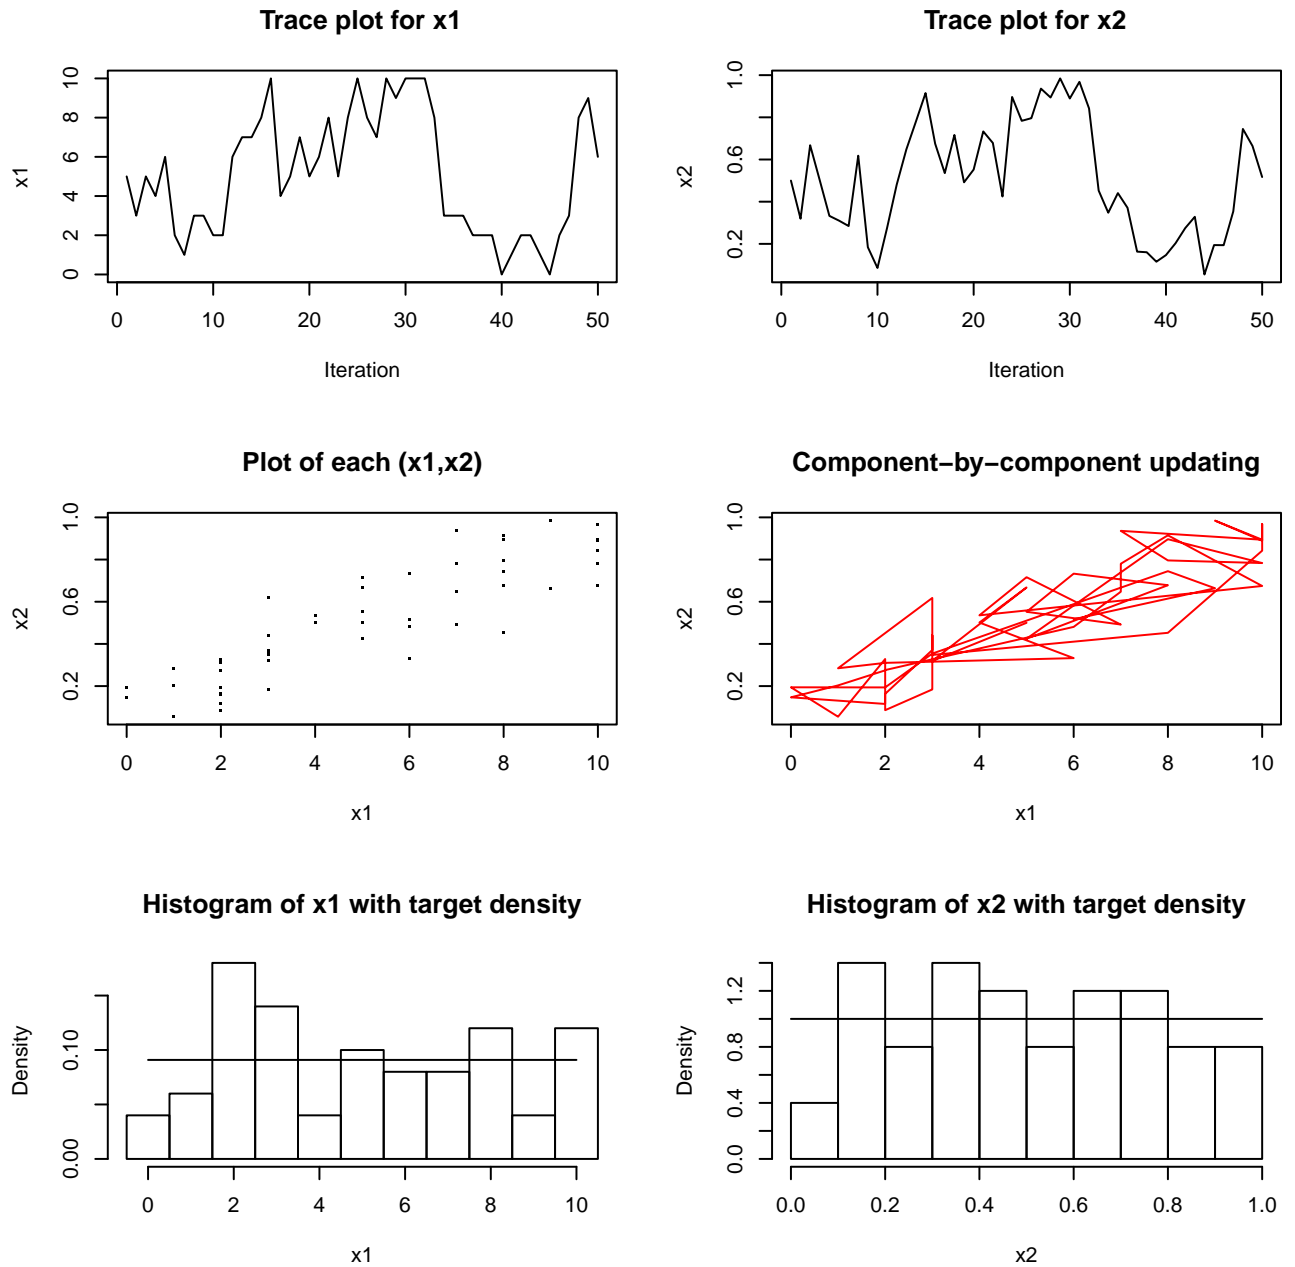 Trace plot for x1
x1
0 2 4 6 8 10
0 10 20 30 40 50
Iteration
Trace plot for x2
x2
0.2 0.6 1.0
0 10 20 30 40 50
Iteration
Plot of each (x1,x2)
x2
0.2 0.6 1.0
0 2 4 6 8 10
x1
Component−by−component updating
x2
0.2 0.6 1.0
0 2 4 6 8 10
x1
Histogram of x1 with target density
Density
0.00 0.10
0 2 4 6 8 10
x1
Histogram of x2 with target density
Density
0.0 0.4 0.8 1.2
0.0 0.2 0.4 0.6 0.8 1.0
x2